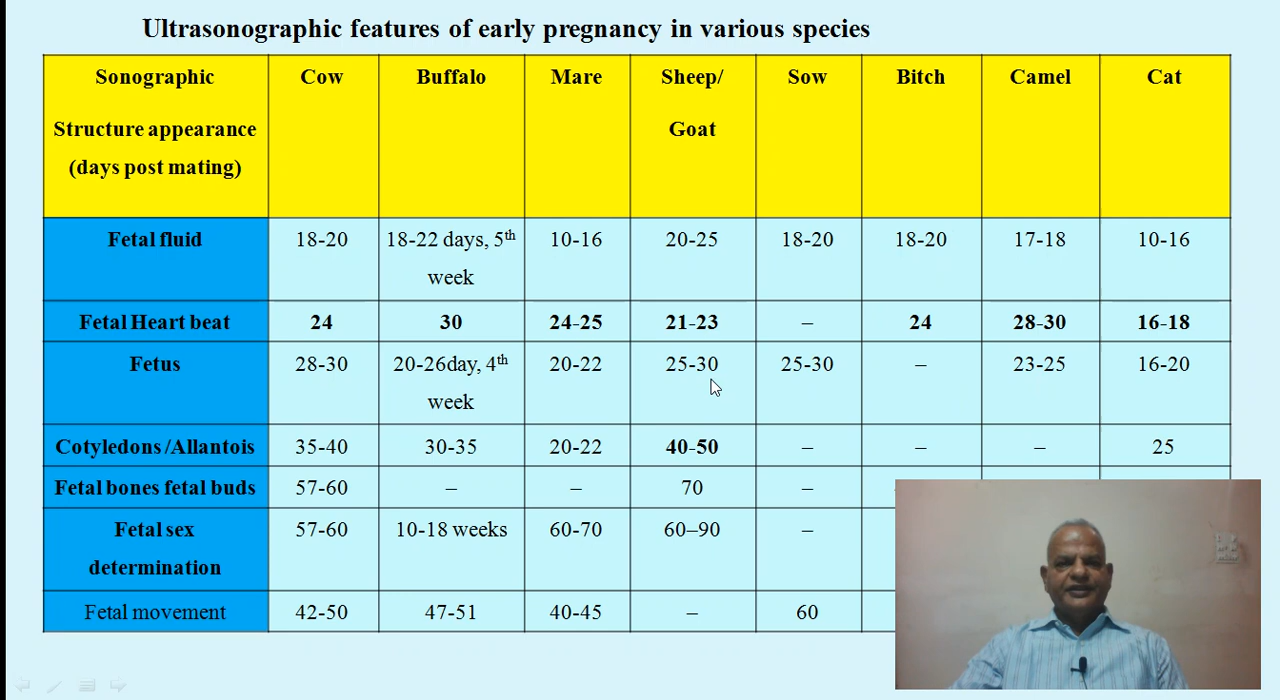 Ultrasonographic features of early pregnancy in various species
Sonographic Structure appearance (days post mating) Cow Buffalo Mare Sheep/ Goat Sow Bitch Camel Cat
Fetal fluid 18-20 18-22 days, 5th week 10-16 20-25 18-20 18-20 17-18 10-16
Fetal Heart beat 24 30 24-25 21-23 – 24 28-30 16-18
Fetus 28-30 20-26day, 4th week 20-22 25-30 25-30 – 23-25 16-20
Cotyledons /Allantois 35-40 30-35 20-22 40-50 – – – 25
Fetal bones fetal buds 57-60 – – 70 –
Fetal sex determination 57-60 10-18 weeks 60-70 60–90 –
Fetal movement 42-50 47-51 40-45 – 60